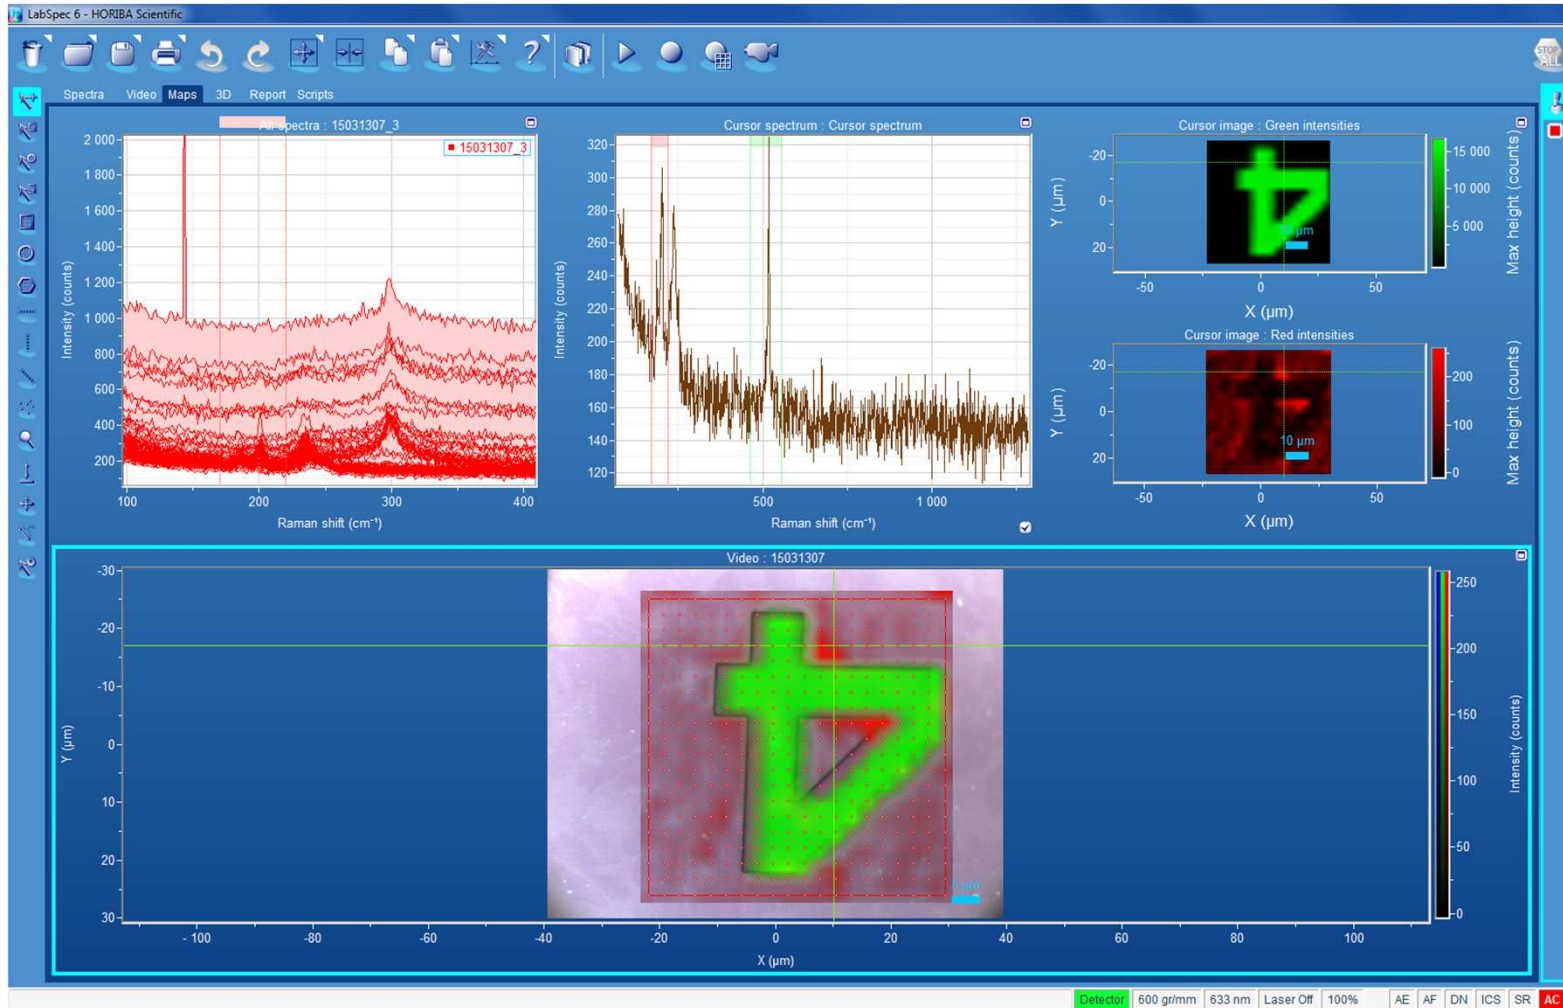 LabSpec 6 - HORIBA Scientific
STOP ALL
Spectra Video Maps 3D Report Scripts
All spectra : 15031307_3
15031307_3
2 000
1 800
1 600
1 400
1 200
1 000
800
600
400
200
Intensity (counts)
100 200 300 400
Raman shift (cm⁻¹)
Cursor spectrum : Cursor spectrum
320
300
280
260
240
220
200
180
160
140
120
Intensity (counts)
500 1 000
Raman shift (cm⁻¹)
Cursor image : Green intensities
-20
0
20
Y (µm)
-50 0 50
X (µm)
15 000
10 000
5 000
Max height (counts)
Cursor image : Red intensities
-20
0
20
Y (µm)
10 µm
-50 0 50
X (µm)
200
100
0
Max height (counts)
Video : 15031307
-30
-20
-10
0
10
20
30
Y (µm)
- 100 -80 -60 -40 -20 0 20 40 60 80 100
X (µm)
250
200
150
100
50
0
Intensity (counts)
Detector 600 gr/mm 633 nm Laser Off 100% AE AF DN ICS SR AC